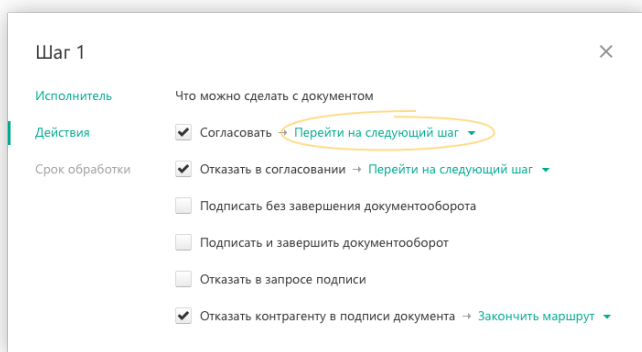 Шаг 1
Исполнитель
Что можно сделать с документом
Действия
Согласовать → Перейти на следующий шаг
Срок обработки
Отказать в согласовании → Перейти на следующий шаг
Подписать без завершения документооборота
Подписать и завершить документооборот
Отказать в запросе подписи
Отказать контрагенту в подписи документа → Закончить маршрут